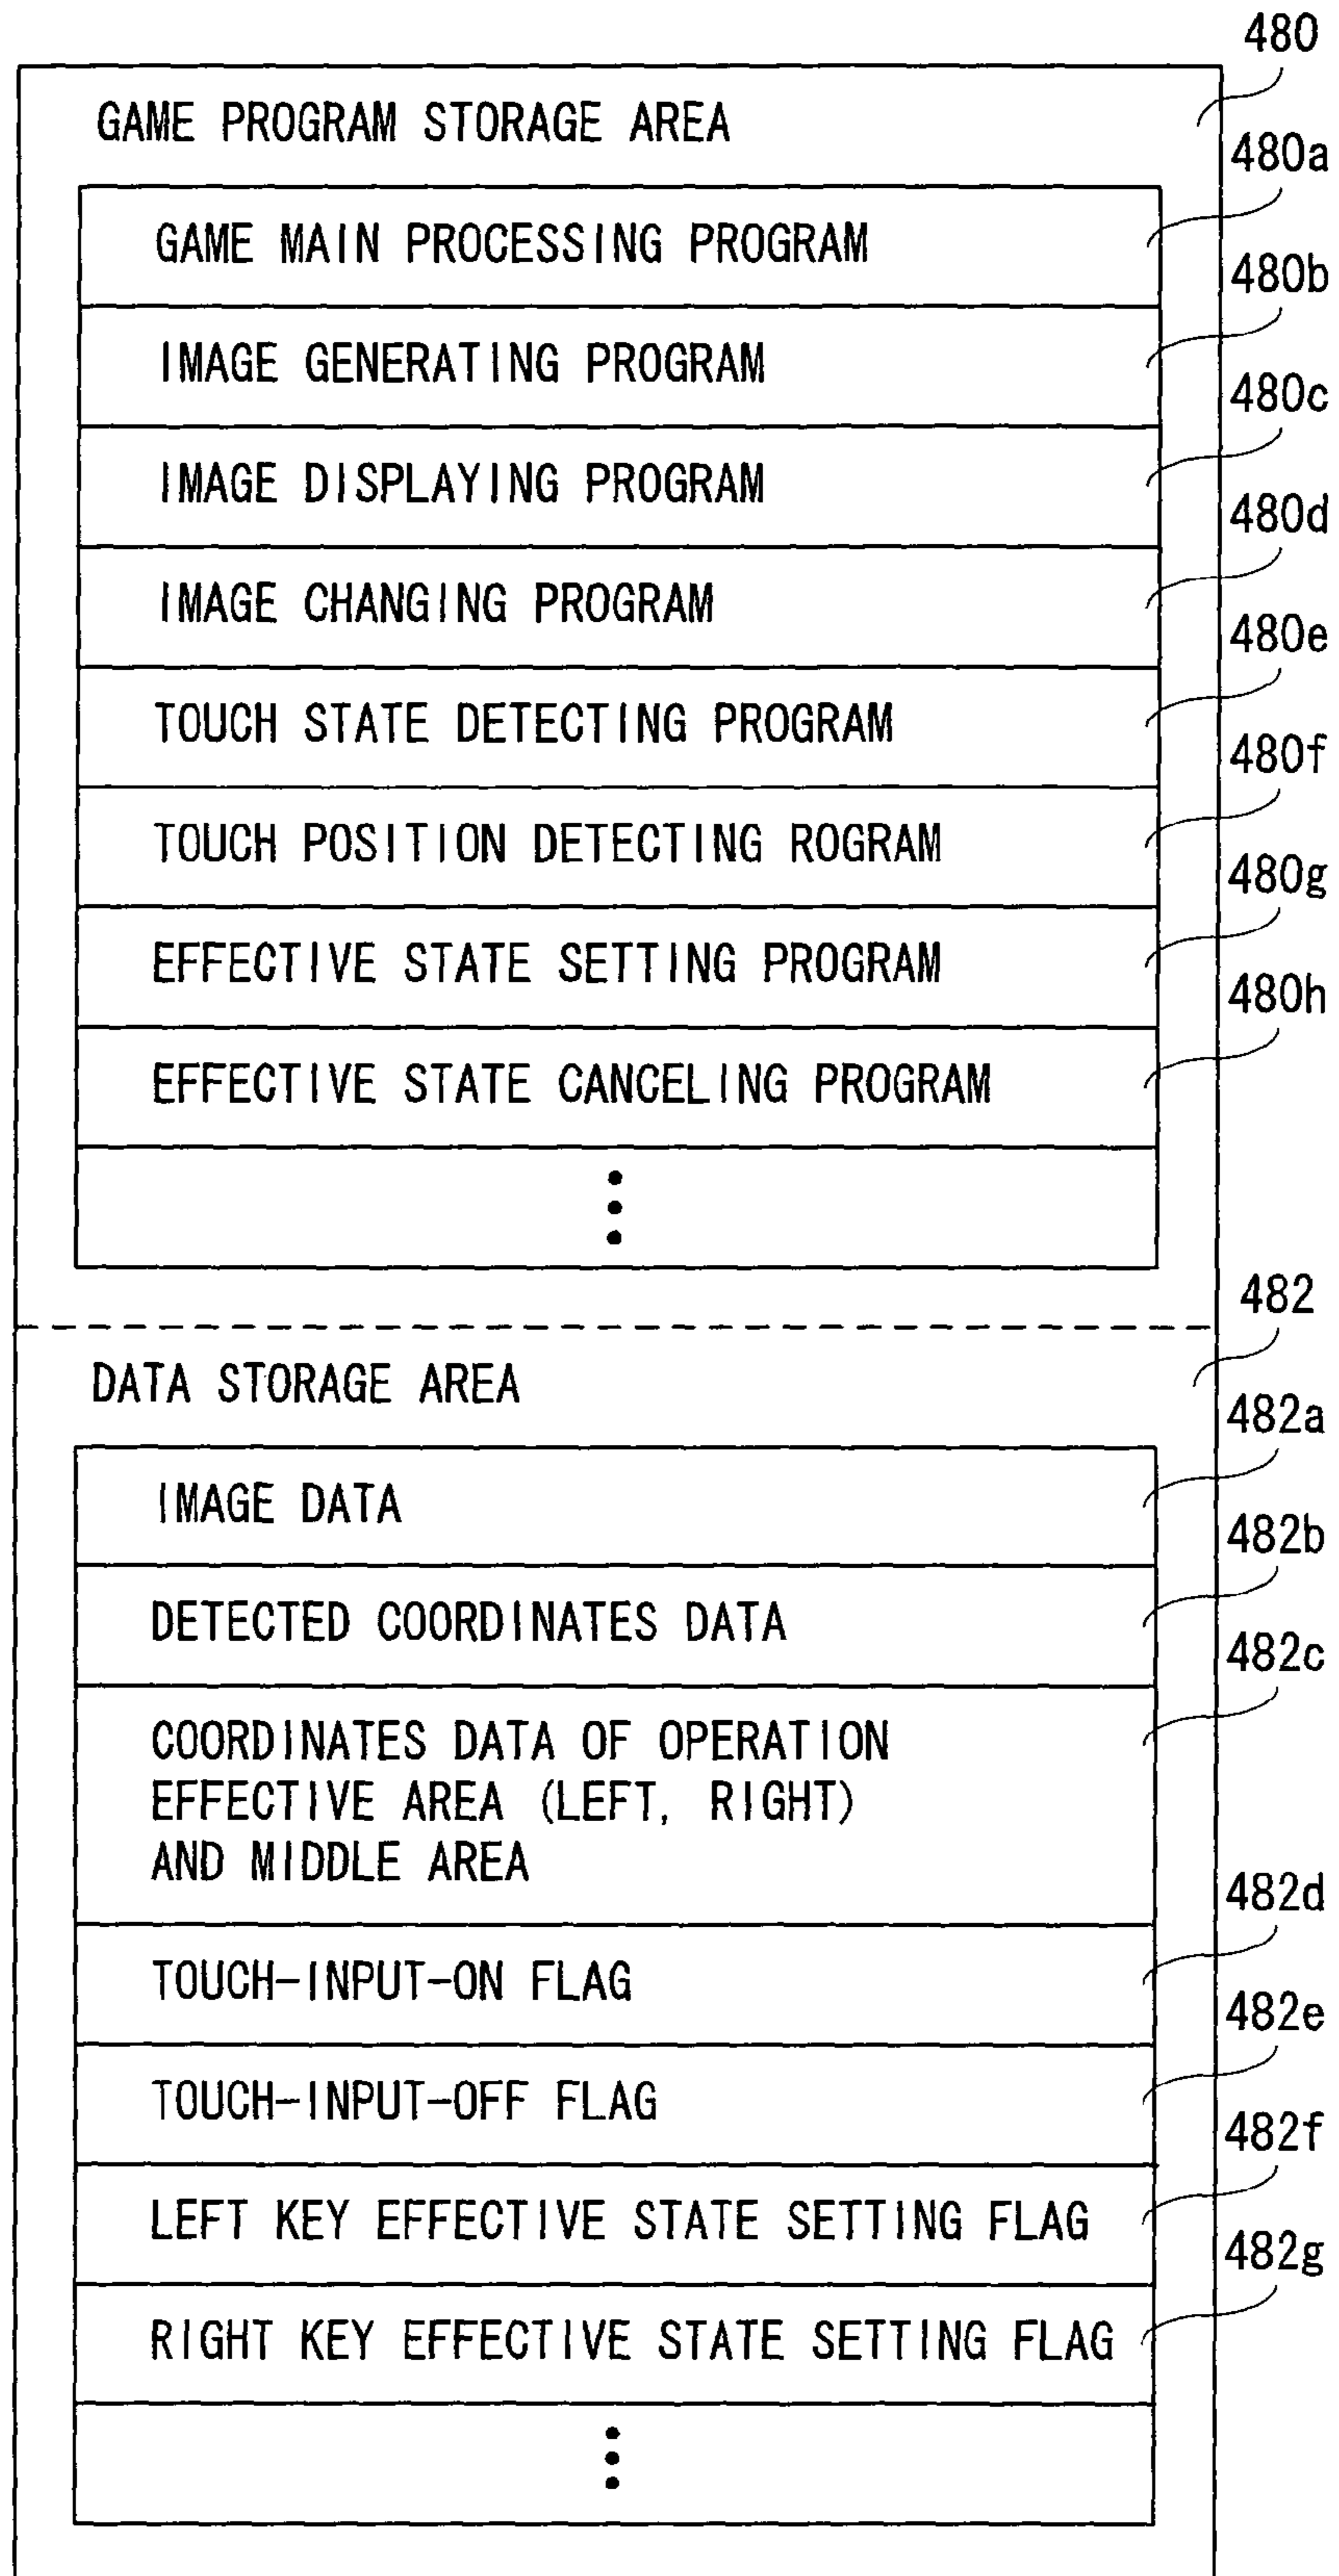 480
GAME PROGRAM STORAGE AREA
480a
GAME MAIN PROCESSING PROGRAM
480b
IMAGE GENERATING PROGRAM
480c
IMAGE DISPLAYING PROGRAM
480d
IMAGE CHANGING PROGRAM
480e
TOUCH STATE DETECTING PROGRAM
480f
TOUCH POSITION DETECTING ROGRAM
480g
EFFECTIVE STATE SETTING PROGRAM
480h
EFFECTIVE STATE CANCELING PROGRAM
482
DATA STORAGE AREA
482a
IMAGE DATA
482b
DETECTED COORDINATES DATA
482c
COORDINATES DATA OF OPERATION
EFFECTIVE AREA (LEFT, RIGHT)
AND MIDDLE AREA
482d
TOUCH-INPUT-ON FLAG
482e
TOUCH-INPUT-OFF FLAG
482f
LEFT KEY EFFECTIVE STATE SETTING FLAG
482g
RIGHT KEY EFFECTIVE STATE SETTING FLAG